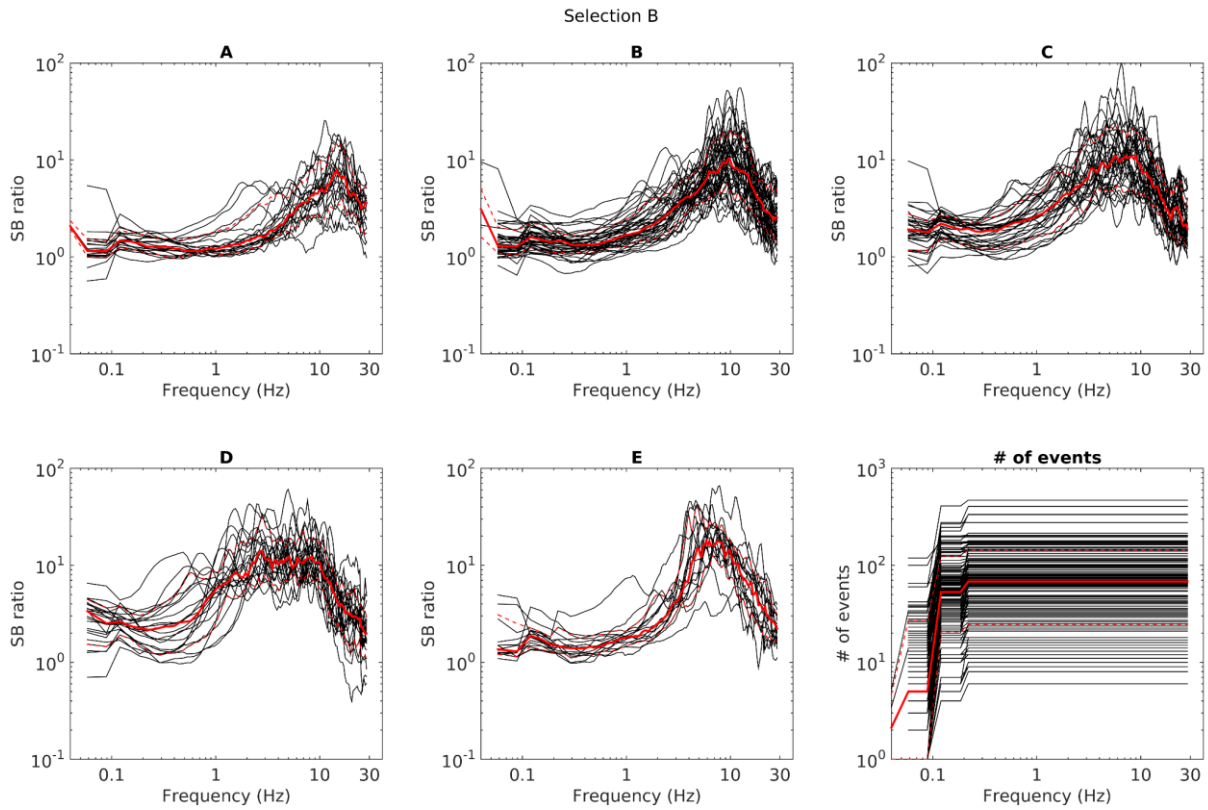 Selection B
A
SB ratio
10^2
10^1
10^0
10^-1
0.1 1 10 30
Frequency (Hz)
B
SB ratio
10^2
10^1
10^0
10^-1
0.1 1 10 30
Frequency (Hz)
C
SB ratio
10^2
10^1
10^0
10^-1
0.1 1 10 30
Frequency (Hz)
D
SB ratio
10^2
10^1
10^0
10^-1
0.1 1 10 30
Frequency (Hz)
E
SB ratio
10^2
10^1
10^0
10^-1
0.1 1 10 30
Frequency (Hz)
# of events
# of events
10^3
10^2
10^1
10^0
0.1 1 10 30
Frequency (Hz)